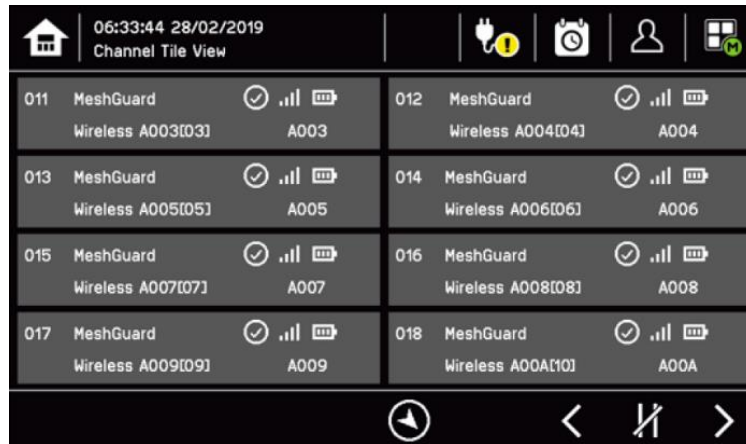 06:33:44 28/02/2019
Channel Tile View
M
011 MeshGuard
Wireless A003[03] A003
012 MeshGuard
Wireless A004[04] A004
013 MeshGuard
Wireless A005[05] A005
014 MeshGuard
Wireless A006[06] A006
015 MeshGuard
Wireless A007[07] A007
016 MeshGuard
Wireless A008[08] A008
017 MeshGuard
Wireless A009[09] A009
018 MeshGuard
Wireless A00A[10] A00A